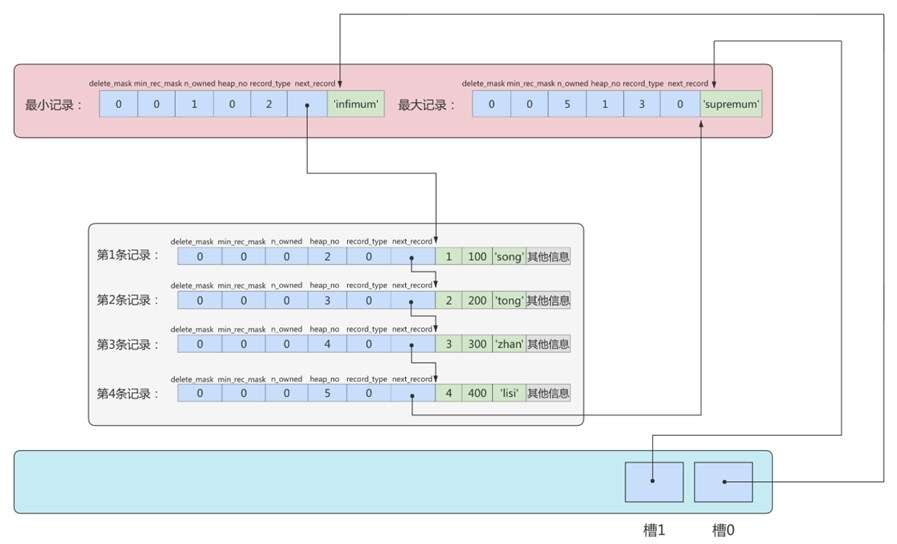 delete_mask min_rec_mask n_owned heap_no record_type next_record
最小记录： 0 0 1 0 2 'infimum'
delete_mask min_rec_mask n_owned heap_no record_type next_record
最大记录： 0 0 5 1 3 0 'supremum'
delete_mask min_rec_mask n_owned heap_no record_type next_record
第1条记录： 0 0 0 2 0 1 100 'song' 其他信息
delete_mask min_rec_mask n_owned heap_no record_type next_record
第2条记录： 0 0 0 3 0 2 200 'tong' 其他信息
delete_mask min_rec_mask n_owned heap_no record_type next_record
第3条记录： 0 0 0 4 0 3 300 'zhan' 其他信息
delete_mask min_rec_mask n_owned heap_no record_type next_record
第4条记录： 0 0 0 5 0 4 400 'lisi' 其他信息
槽1 槽0